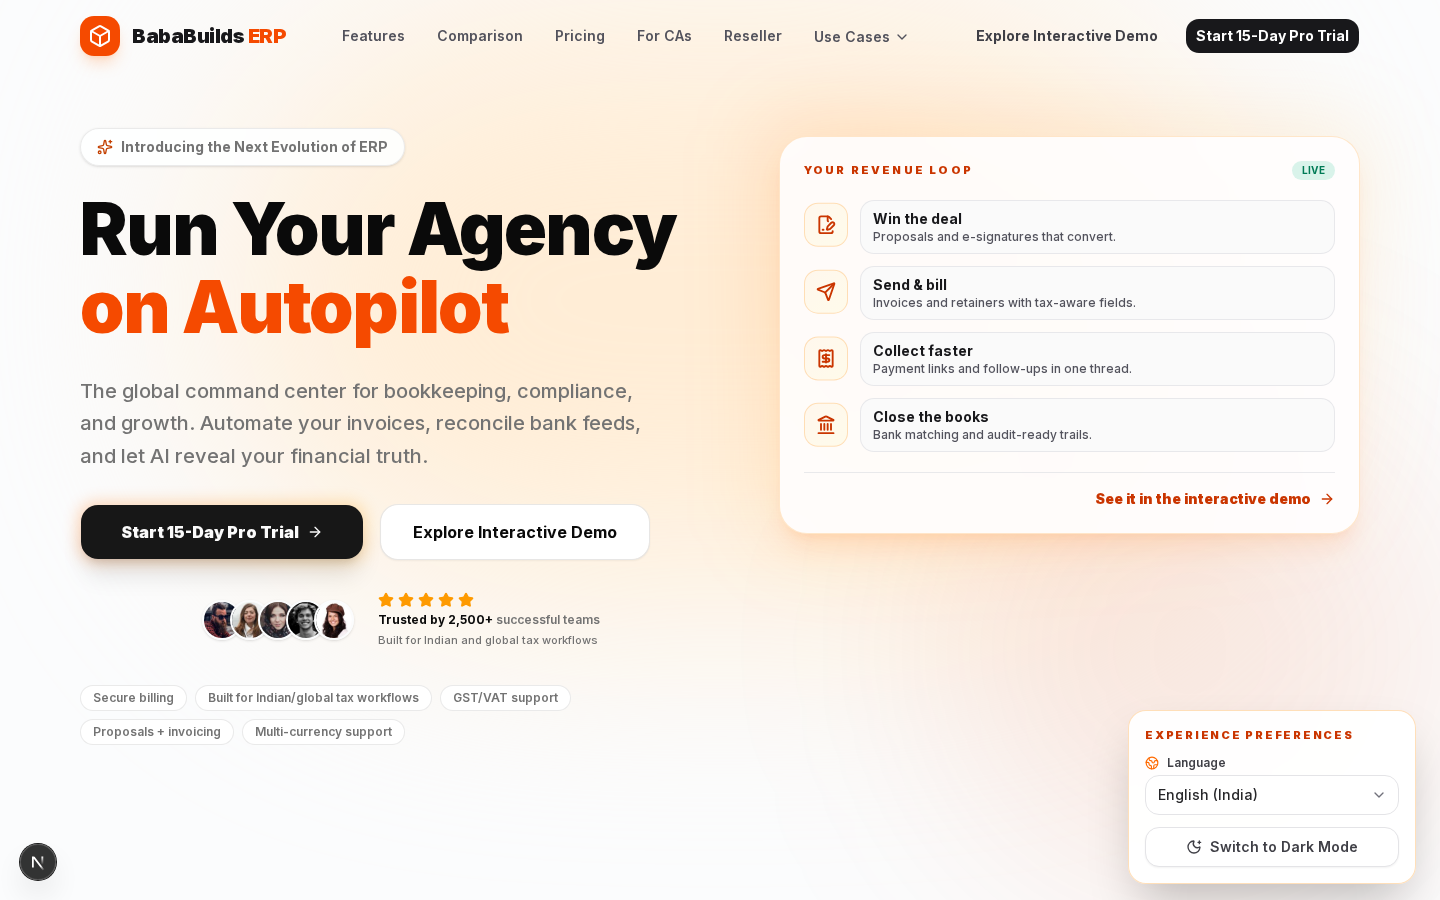 BabaBuilds ERP
Features
Comparison
Pricing
For CAs
Reseller
Use Cases
Explore Interactive Demo
Start 15-Day Pro Trial
Introducing the Next Evolution of ERP
Run Your Agency
on Autopilot
The global command center for bookkeeping, compliance,
and growth. Automate your invoices, reconcile bank feeds,
and let AI reveal your financial truth.
Start 15-Day Pro Trial
Explore Interactive Demo
Trusted by 2,500+ successful teams
Built for Indian and global tax workflows
Secure billing
Built for Indian/global tax workflows
GST/VAT support
Proposals + invoicing
Multi-currency support
YOUR REVENUE LOOP
LIVE
Win the deal
Proposals and e-signatures that convert.
Send & bill
Invoices and retainers with tax-aware fields.
Collect faster
Payment links and follow-ups in one thread.
Close the books
Bank matching and audit-ready trails.
See it in the interactive demo
EXPERIENCE PREFERENCES
Language
English (India)
Switch to Dark Mode
N